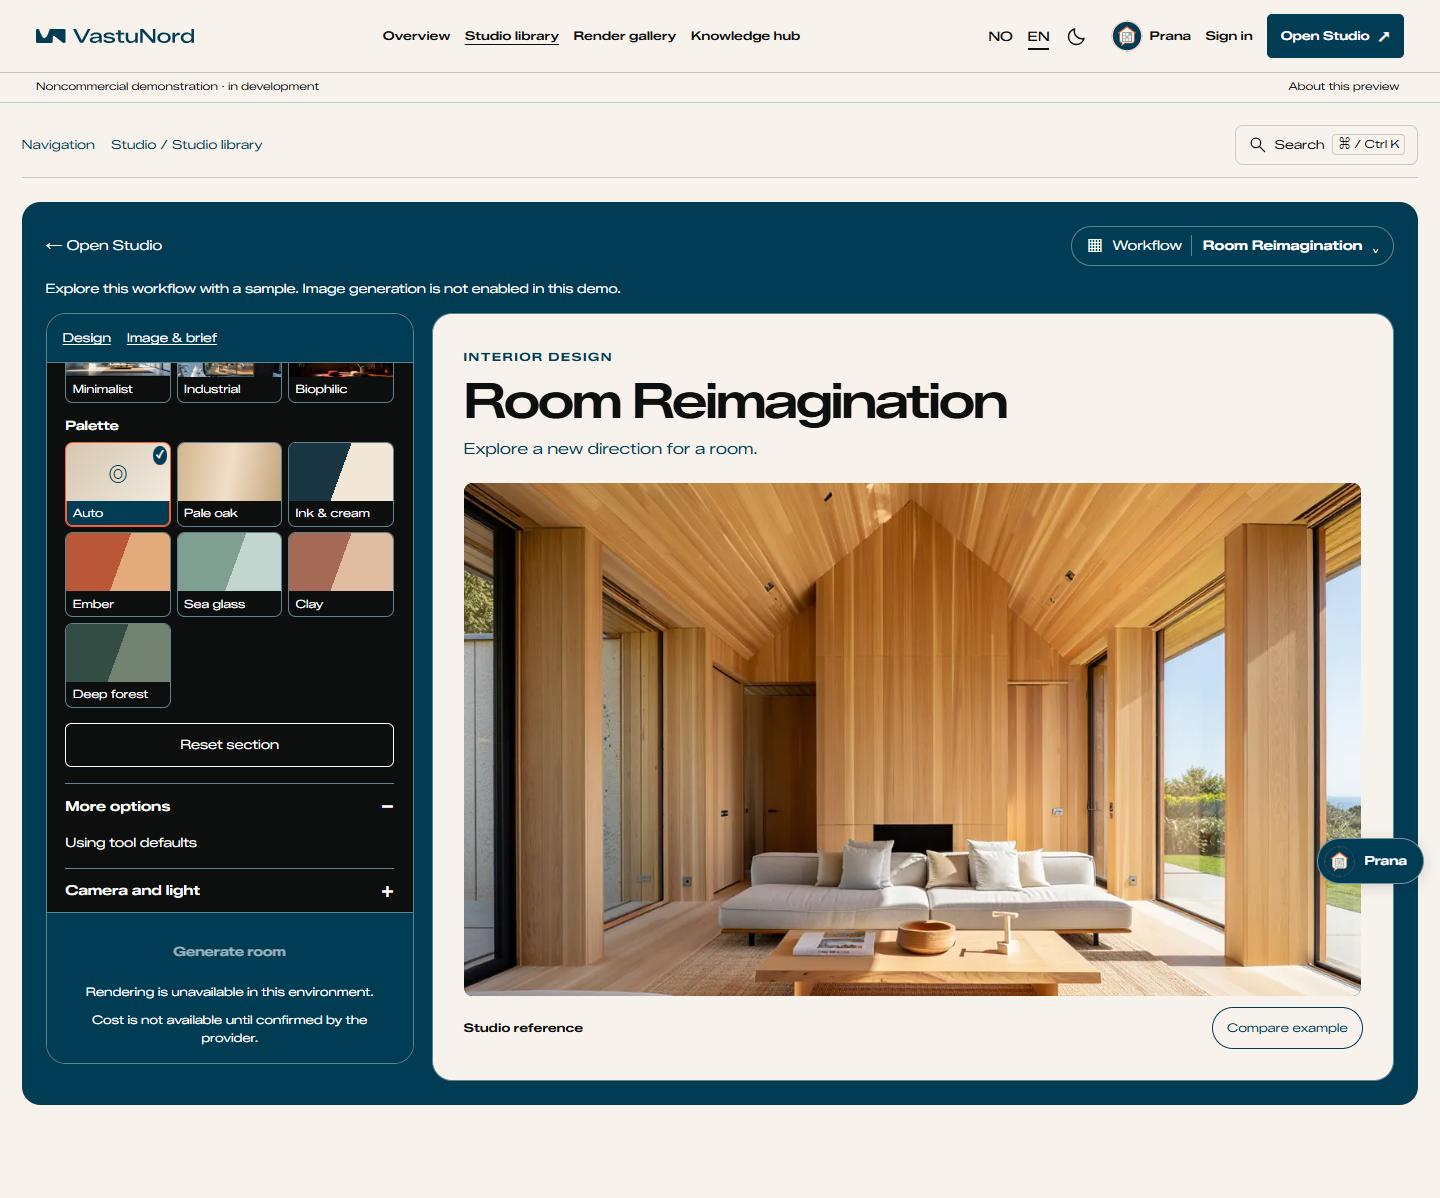 VastuNord
Overview Studio library Render gallery Knowledge hub
NO EN
Prana Sign in Open Studio ↗
Noncommercial demonstration · in development
About this preview
Navigation Studio / Studio library
Search ⌘ / Ctrl K
← Open Studio
Workflow Room Reimagination
Explore this workflow with a sample. Image generation is not enabled in this demo.
Design Image & brief
Minimalist Industrial Biophilic
Palette
Auto Pale oak Ink & cream
Ember Sea glass Clay
Deep forest
Reset section
More options −
Using tool defaults
Camera and light +
Generate room
Rendering is unavailable in this environment.
Cost is not available until confirmed by the
provider.
INTERIOR DESIGN
Room Reimagination
Explore a new direction for a room.
Studio reference
Compare example
Prana